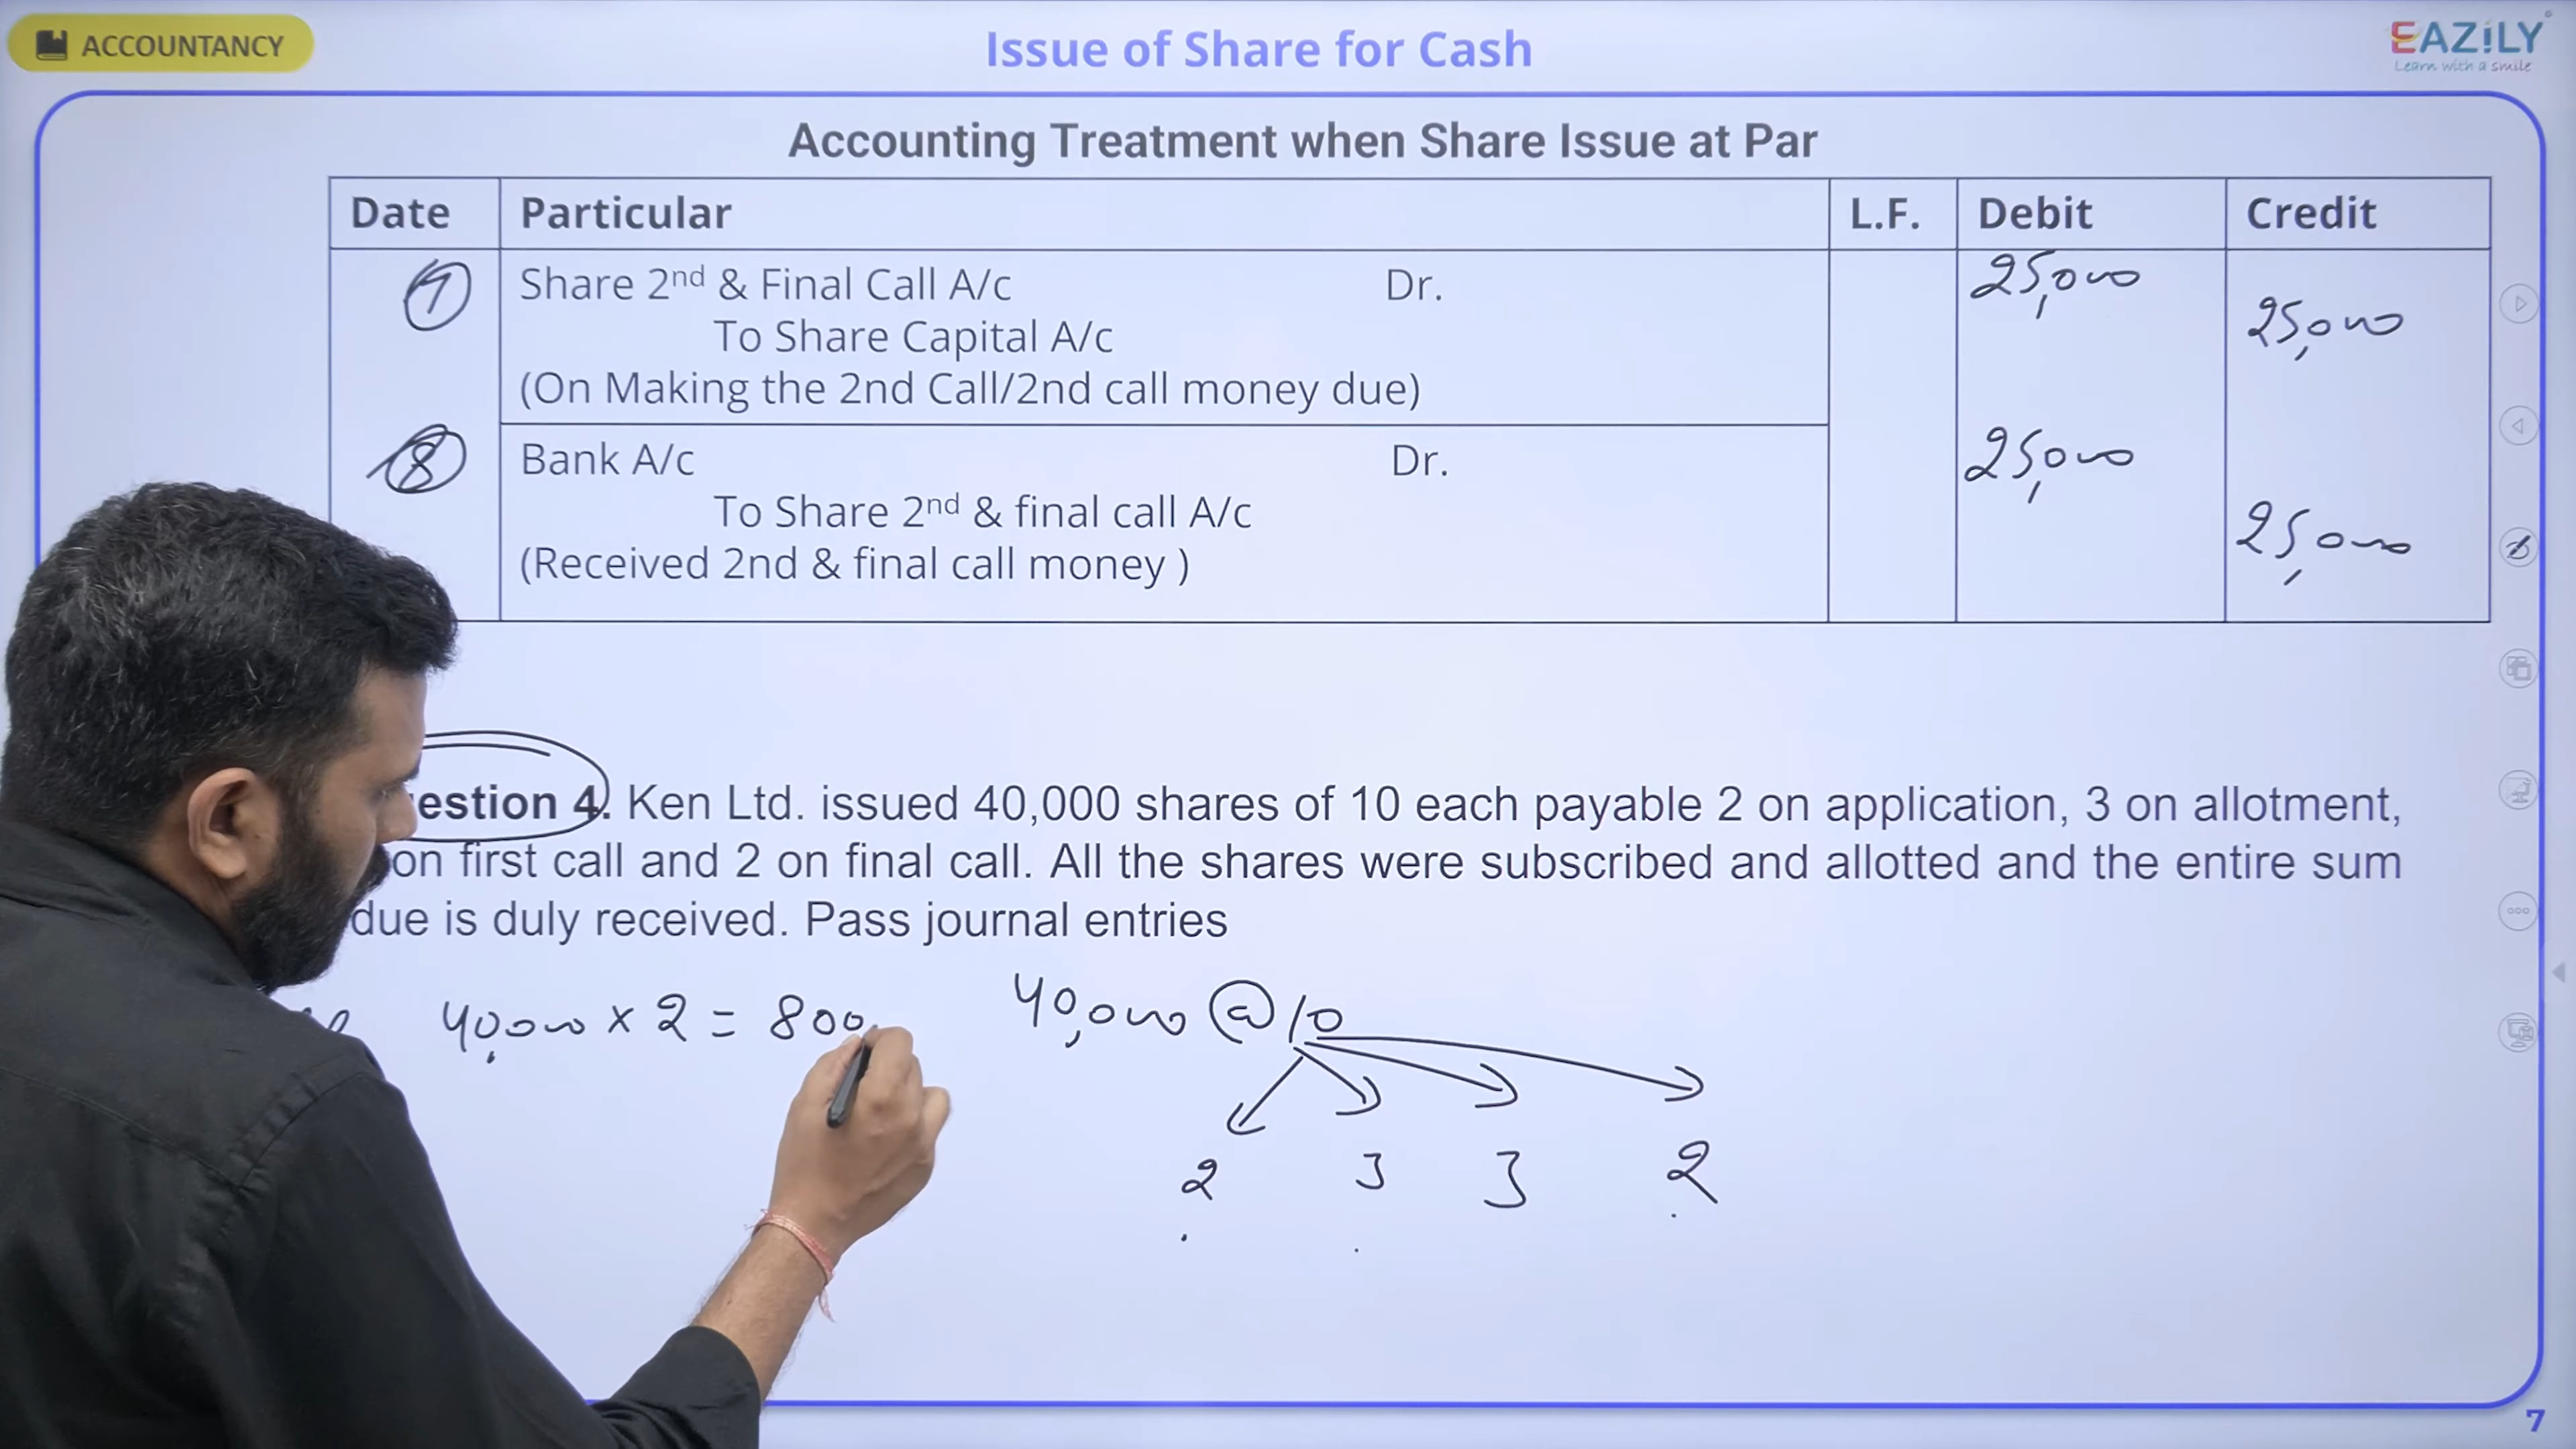 ACCOUNTANCY
Issue of Share for Cash
EAZiLY
Learn with a smile
Accounting Treatment when Share Issue at Par
Date Particular L.F. Debit Credit
7 Share 2nd & Final Call A/c Dr. 25,000
To Share Capital A/c 25,000
(On Making the 2nd Call/2nd call money due)
8 Bank A/c Dr. 25,000
To Share 2nd & final call A/c 25,000
(Received 2nd & final call money )
estion 4. Ken Ltd. issued 40,000 shares of 10 each payable 2 on application, 3 on allotment,
on first call and 2 on final call. All the shares were subscribed and allotted and the entire sum
due is duly received. Pass journal entries
40,000 x 2 = 800
40,000 @ 10
2 3 3 2
7